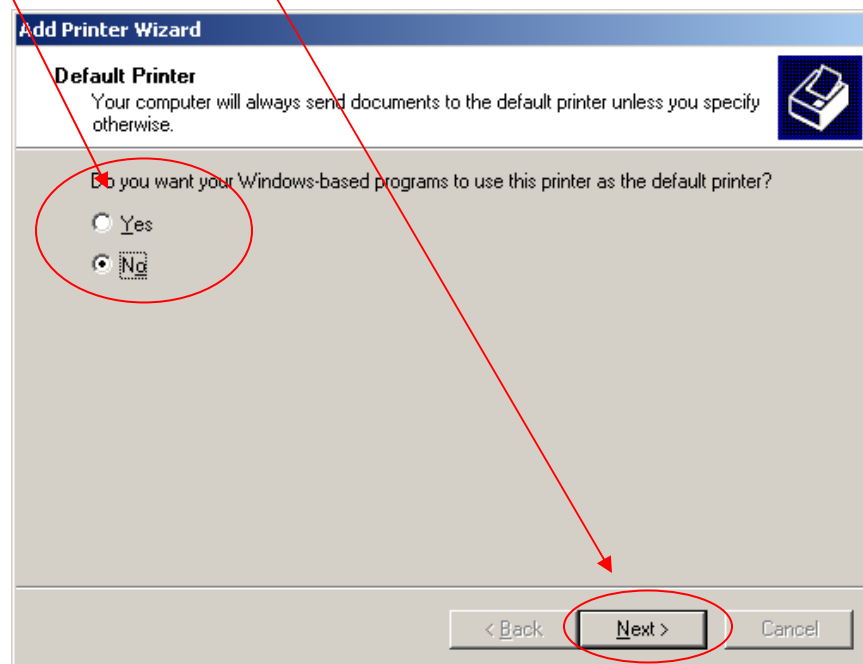 Add Printer Wizard
Default Printer
Your computer will always send documents to the default printer unless you specify
otherwise.
Do you want your Windows-based programs to use this printer as the default printer?
Yes
No
< Back
Next >
Cancel